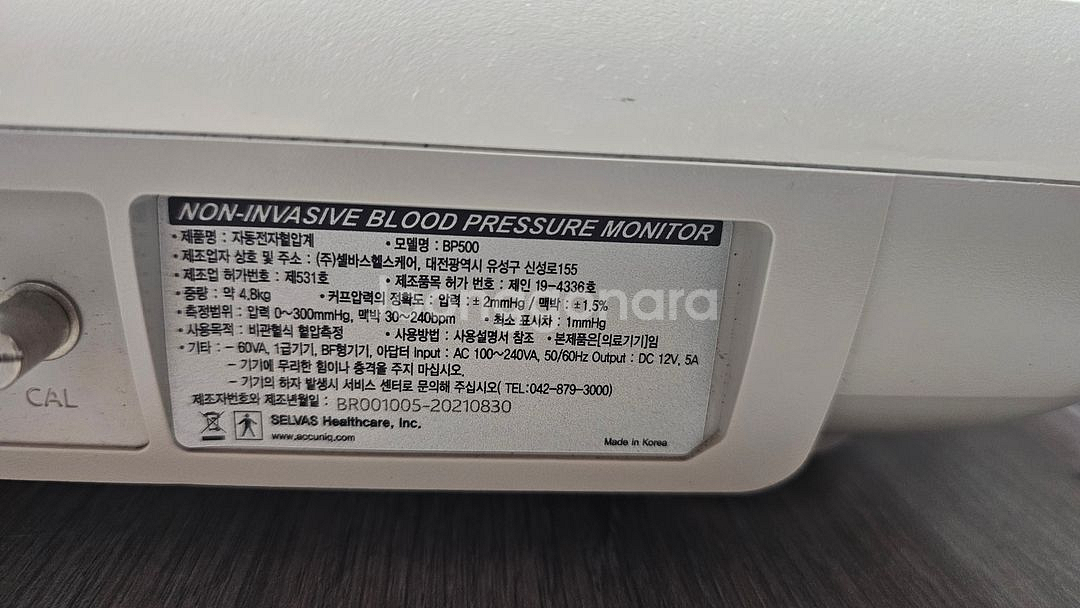 NON-INVASIVE BLOOD PRESSURE MONITOR
• 제품명 : 자동전자혈압계 • 모델명 : BP500
• 제조업자 상호 및 주소 : (주)셀바스헬스케어, 대전광역시 유성구 신성로155
• 제조업 허가번호 : 제531호 • 제조품목 허가 번호 : 제인 19-4336호
• 중량 : 약 4.8kg • 커프압력의 정확도 : 압력 : ± 2mmHg / 맥박 : ±1.5%
• 측정범위 : 압력 0~300mmHg, 맥박 30~240bpm • 최소 표시차 : 1mmHg
• 사용목적 : 비관혈식 혈압측정 • 사용방법 : 사용설명서 참조 • 본제품은[의료기기]임
• 기타 : - 60VA, 1급기기, BF형기기, 아답터 Input : AC 100~240VA, 50/60Hz Output : DC 12V, 5A
- 기기에 무리한 힘이나 충격을 주지 마십시오.
- 기기의 하자 발생시 서비스 센터로 문의해 주십시오( TEL:042-879-3000)
제조자번호와 제조년월일 : BR001005-20210830
SELVAS Healthcare, Inc.
www.accuniq.com
Made in Korea
CAL